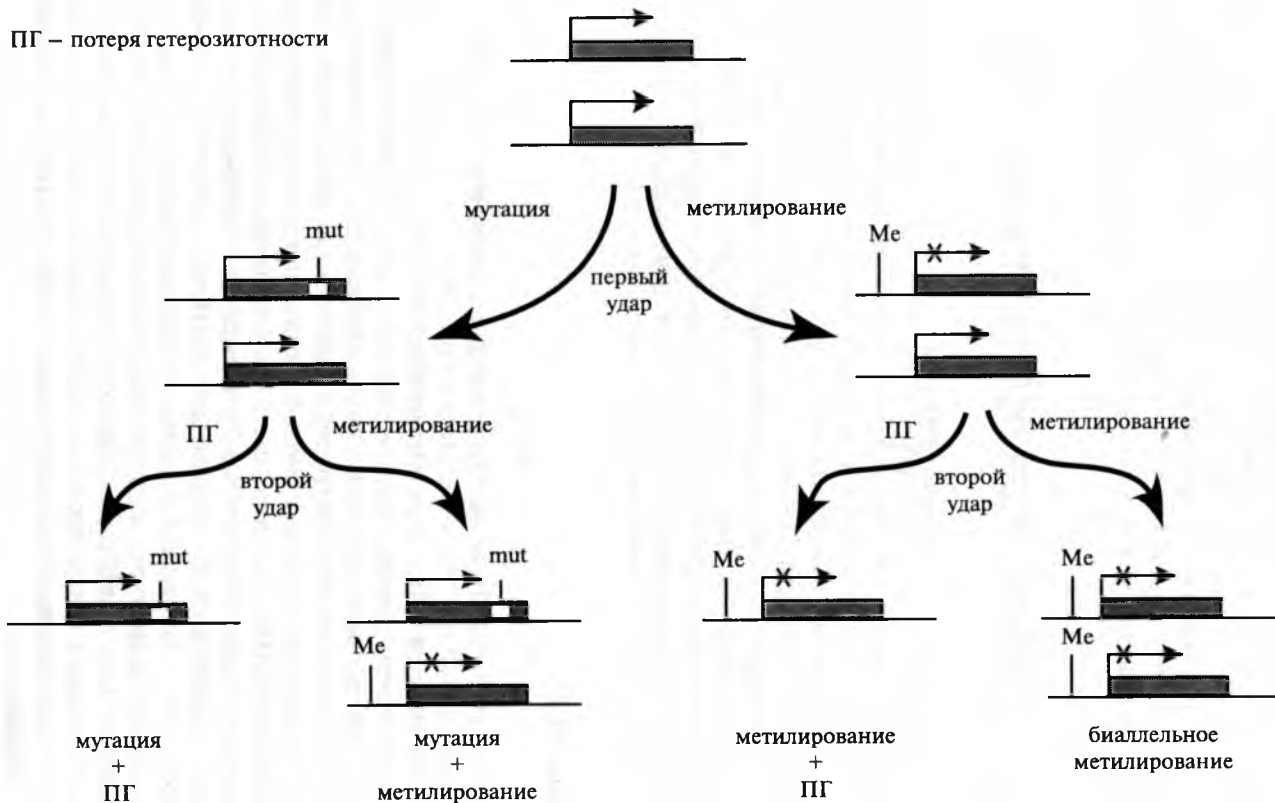 ПГ – потеря гетерозиготности
мутация
метилирование
первый
удар
mut
Me
ПГ
метилирование
второй
удар
ПГ
метилирование
второй
удар
mut
mut
Me
Me
Me
Me
мутация
+
ПГ
мутация
+
метилирование
метилирование
+
ПГ
биаллельное
метилирование